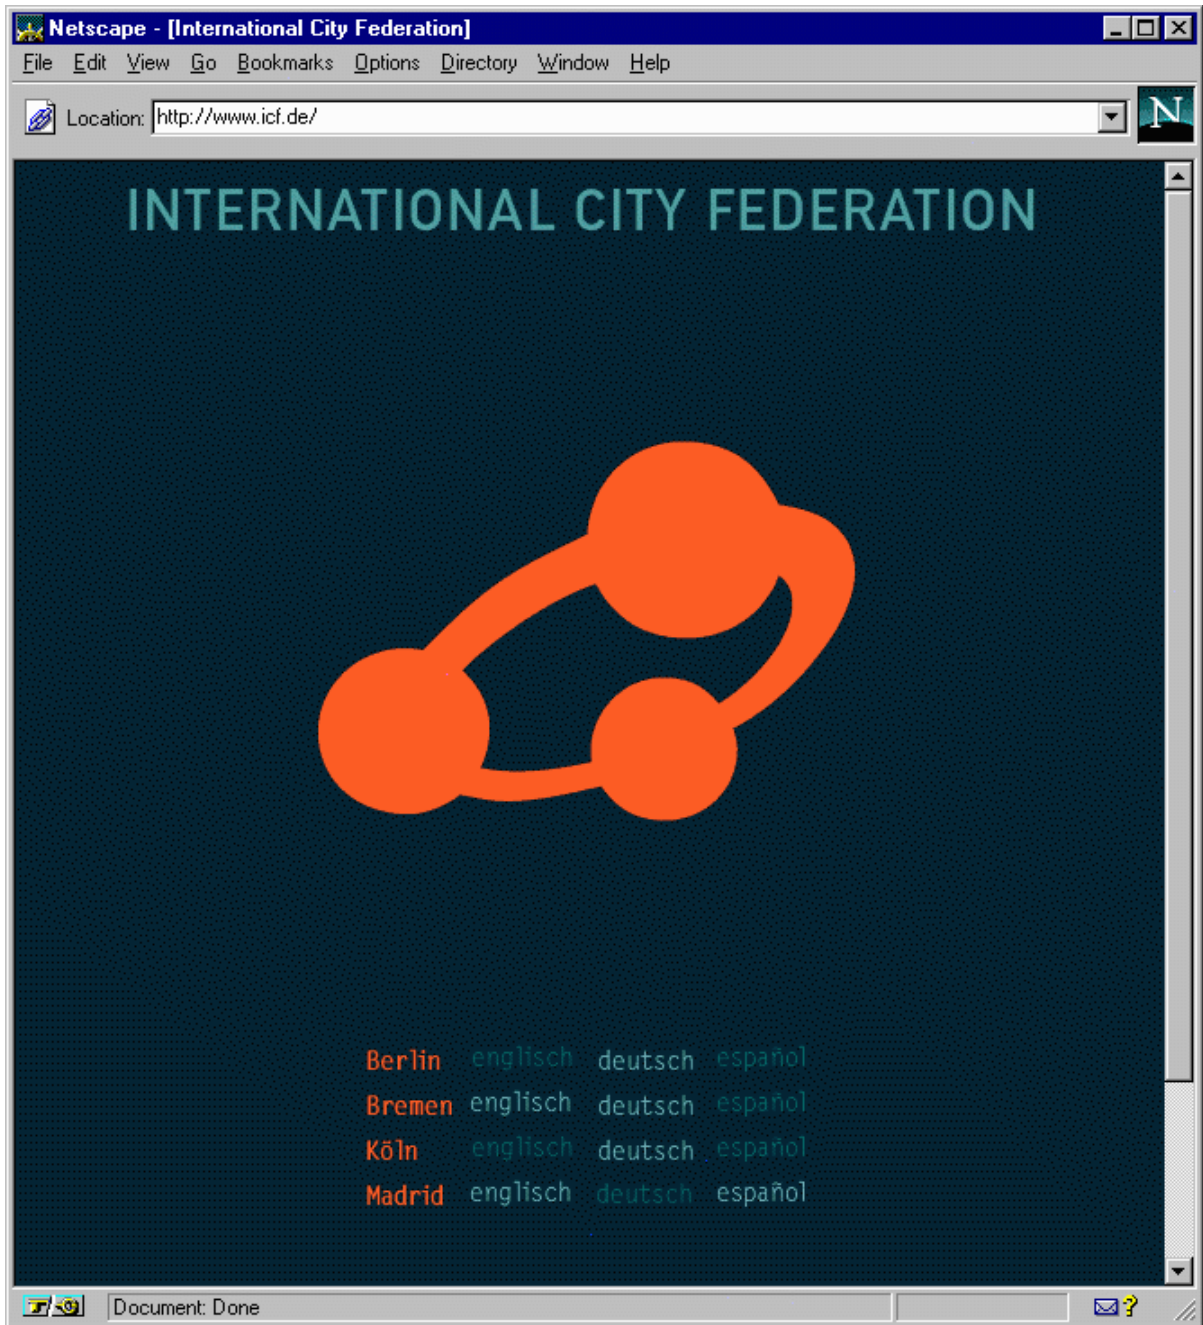 Netscape - [International City Federation]
File Edit View Go Bookmarks Options Directory Window Help
Location: http://www.icf.de/
N
INTERNATIONAL CITY FEDERATION
Berlin englisch deutsch español
Bremen englisch deutsch español
Köln englisch deutsch español
Madrid englisch deutsch español
Document: Done
?